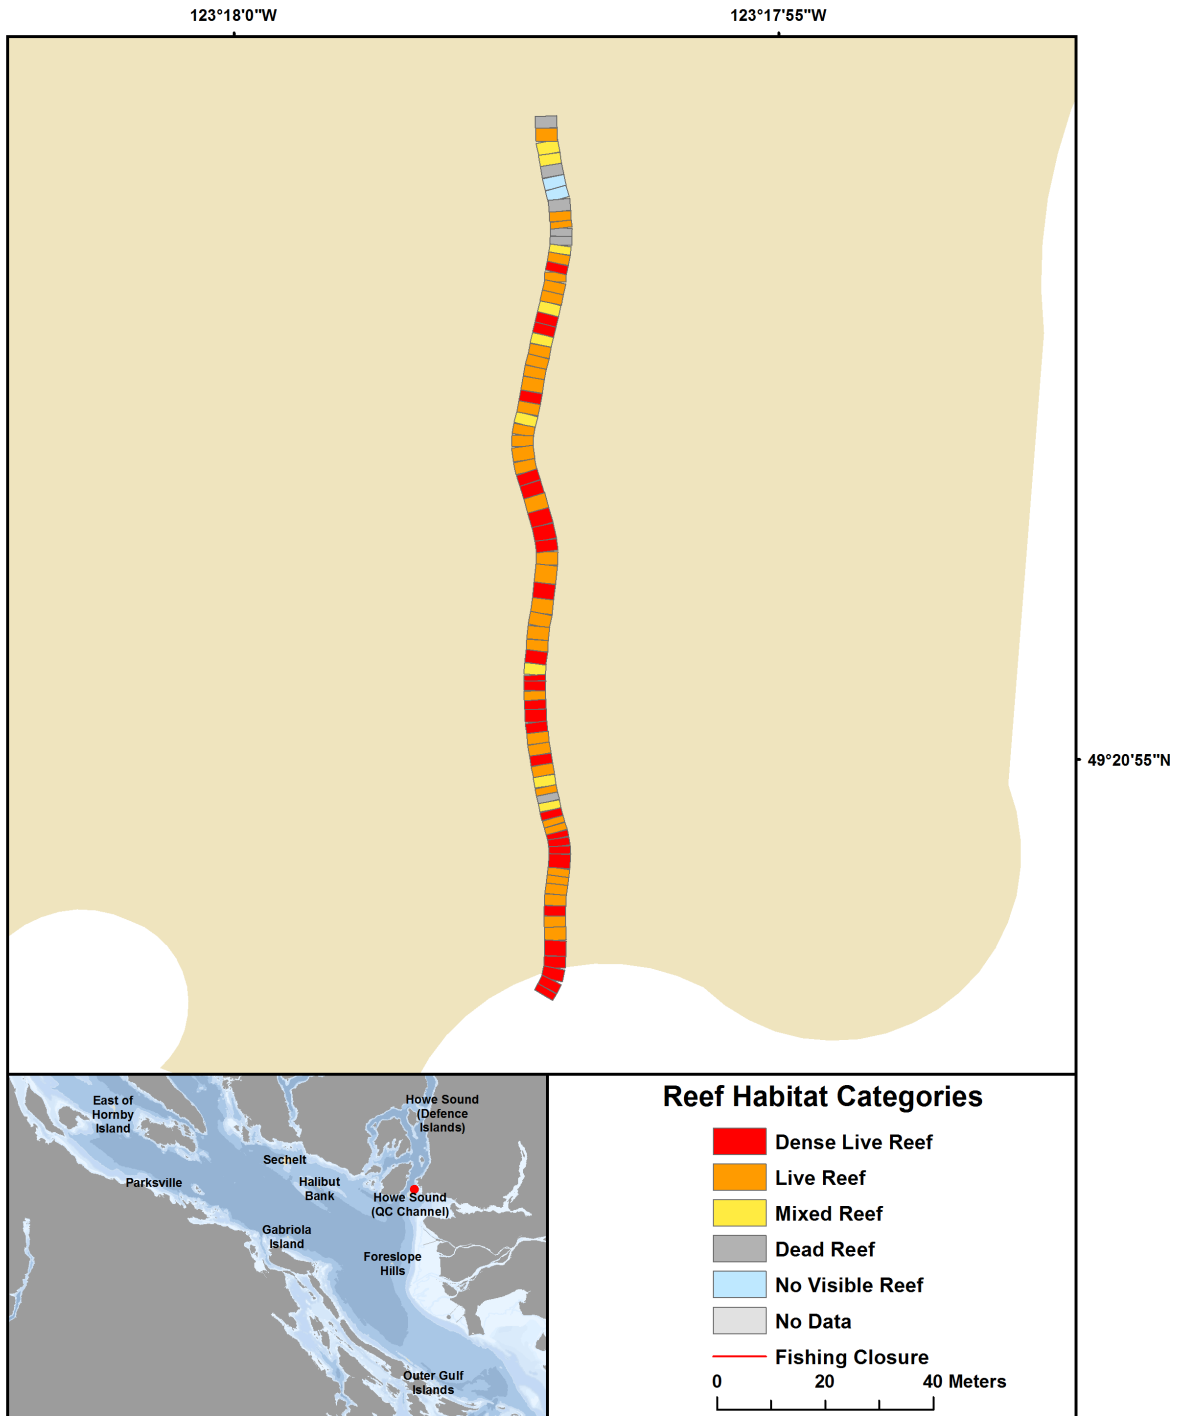 123°18'0"W
123°17'55"W
49°20'55"N
East of
Hornby
Island
Howe Sound
(Defence
Islands)
Sechelt
Parksville
Halibut
Bank
Howe Sound
(QC Channel)
Gabriola
Island
Foreslope
Hills
Outer Gulf
Islands
Reef Habitat Categories
Dense Live Reef
Live Reef
Mixed Reef
Dead Reef
No Visible Reef
No Data
Fishing Closure
0 20 40 Meters